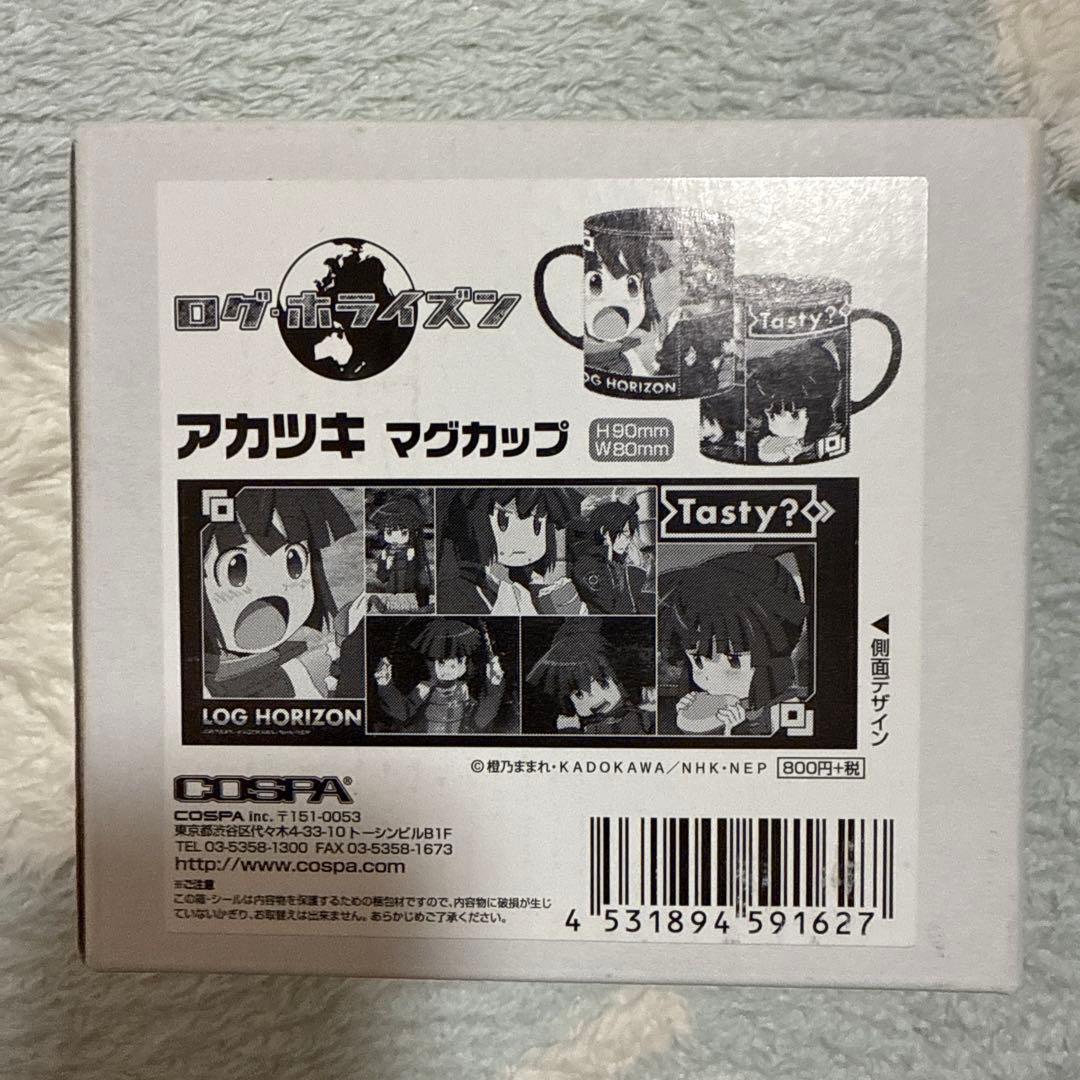 ログ・ホライズン
Tasty?
OG HORIZON
アカツキ マグカップ
H90mm
W80mm
Tasty?
LOG HORIZON
◀側面デザイン
©橙乃ままれ・KADOKAWA／NHK・NEP 800円+税
COSPA®
COSPA inc. 〒151-0053
東京都渋谷区代々木4-33-10 トーシンビルB1F
TEL 03-5358-1300 FAX 03-5358-1673
http://www.cospa.com
※ご注意
この箱・シールは内容物を保護するための梱包材ですので、内容物に破損が生じ
ていないかぎり、お取替えは出来ません。あらかじめご了承ください。
4 531894 591627